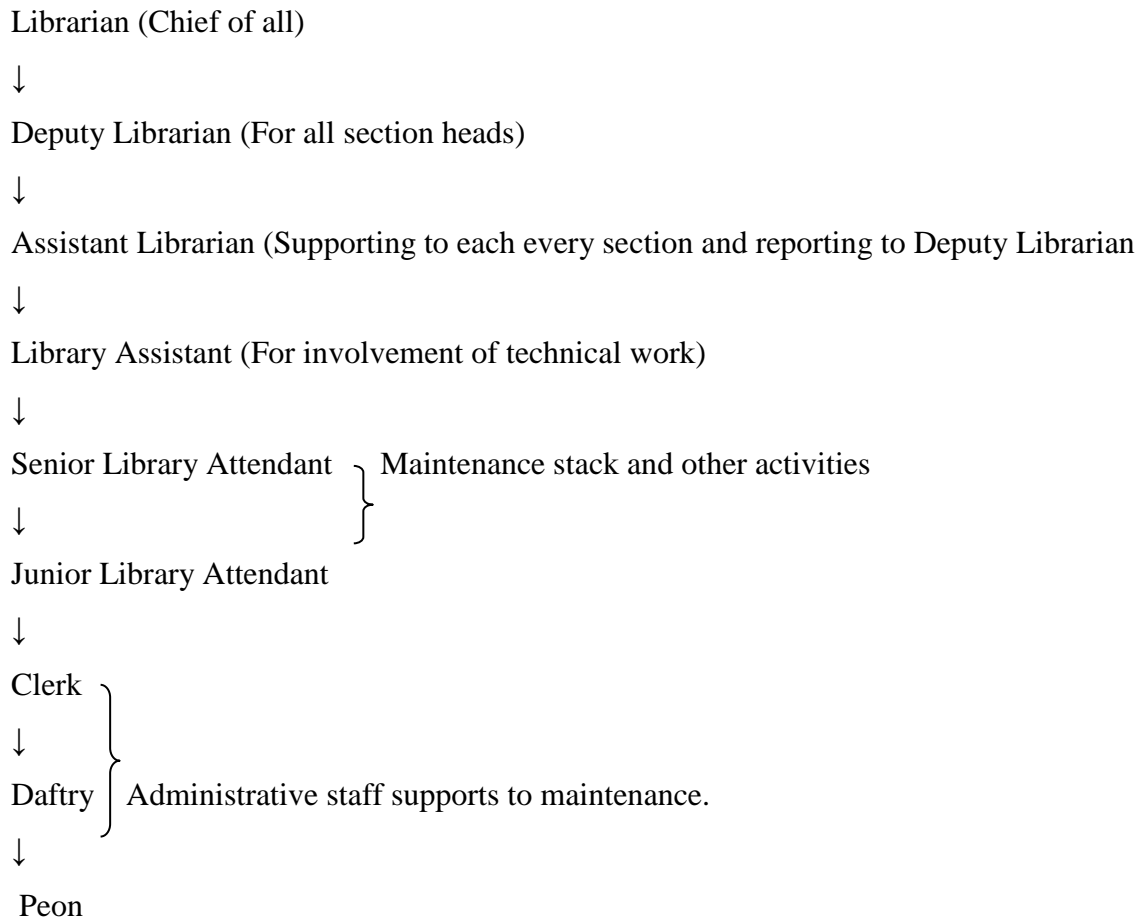 Librarian (Chief of all)
↓
Deputy Librarian (For all section heads)
↓
Assistant Librarian (Supporting to each every section and reporting to Deputy Librarian
↓
Library Assistant (For involvement of technical work)
↓
Senior Library Attendant Maintenance stack and other activities
↓
Junior Library Attendant
↓
Clerk
↓
Daftry Administrative staff supports to maintenance.
↓
Peon